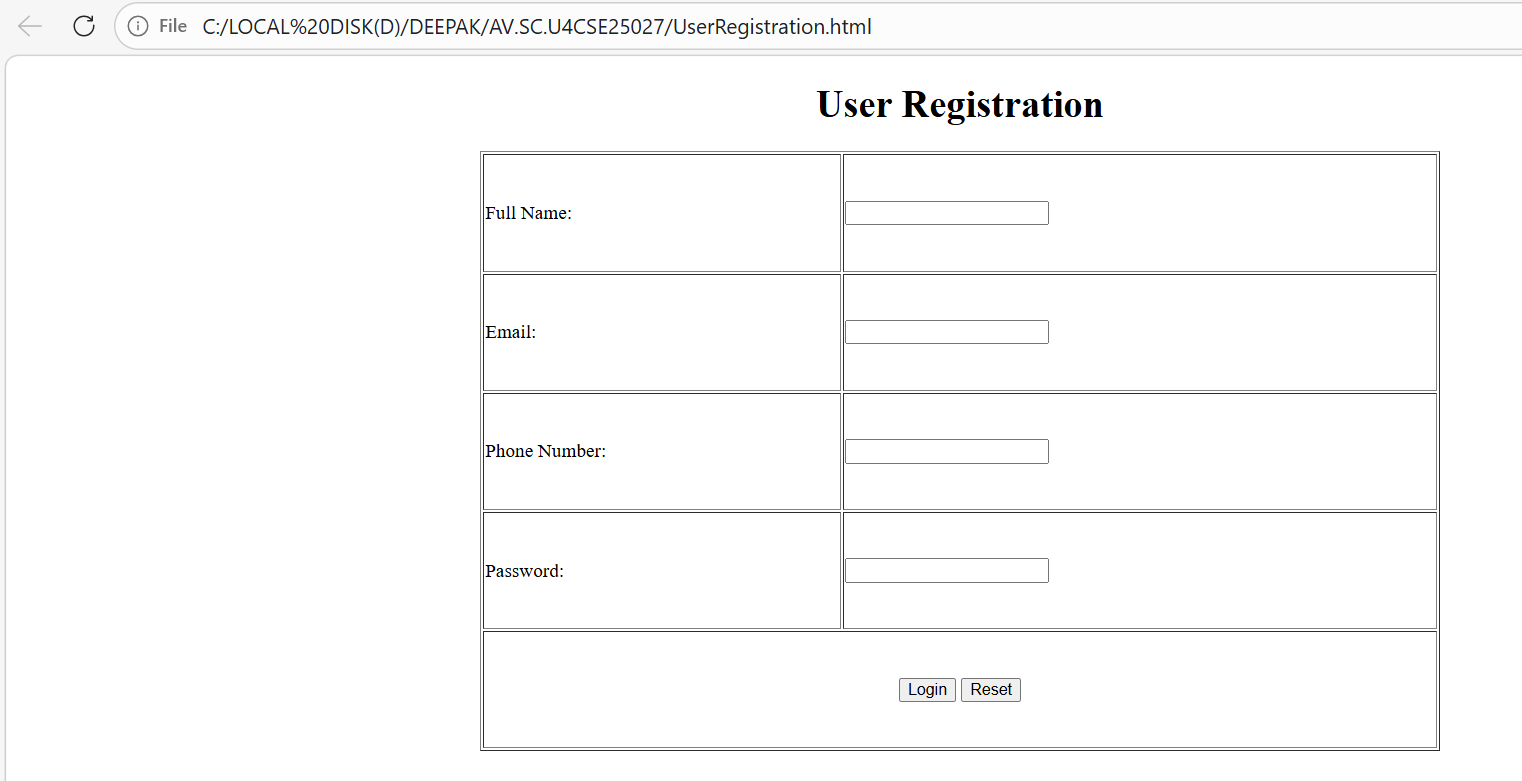 File C:/LOCAL%20DISK(D)/DEEPAK/AV.SC.U4CSE25027/UserRegistration.html
User Registration
Full Name:
Email:
Phone Number:
Password:
Login Reset